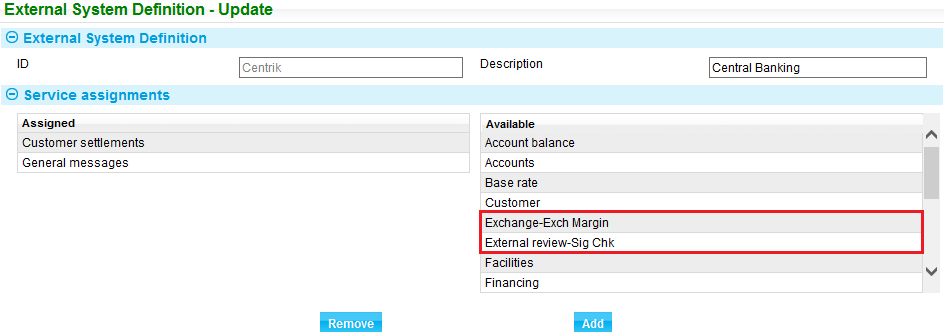 External System Definition - Update
External System Definition
ID
Centrik
Description
Central Banking
Service assignments
Assigned
Customer settlements
General messages
Available
Account balance
Accounts
Base rate
Customer
Exchange-Exch Margin
External review-Sig Chk
Facilities
Financing
Remove
Add